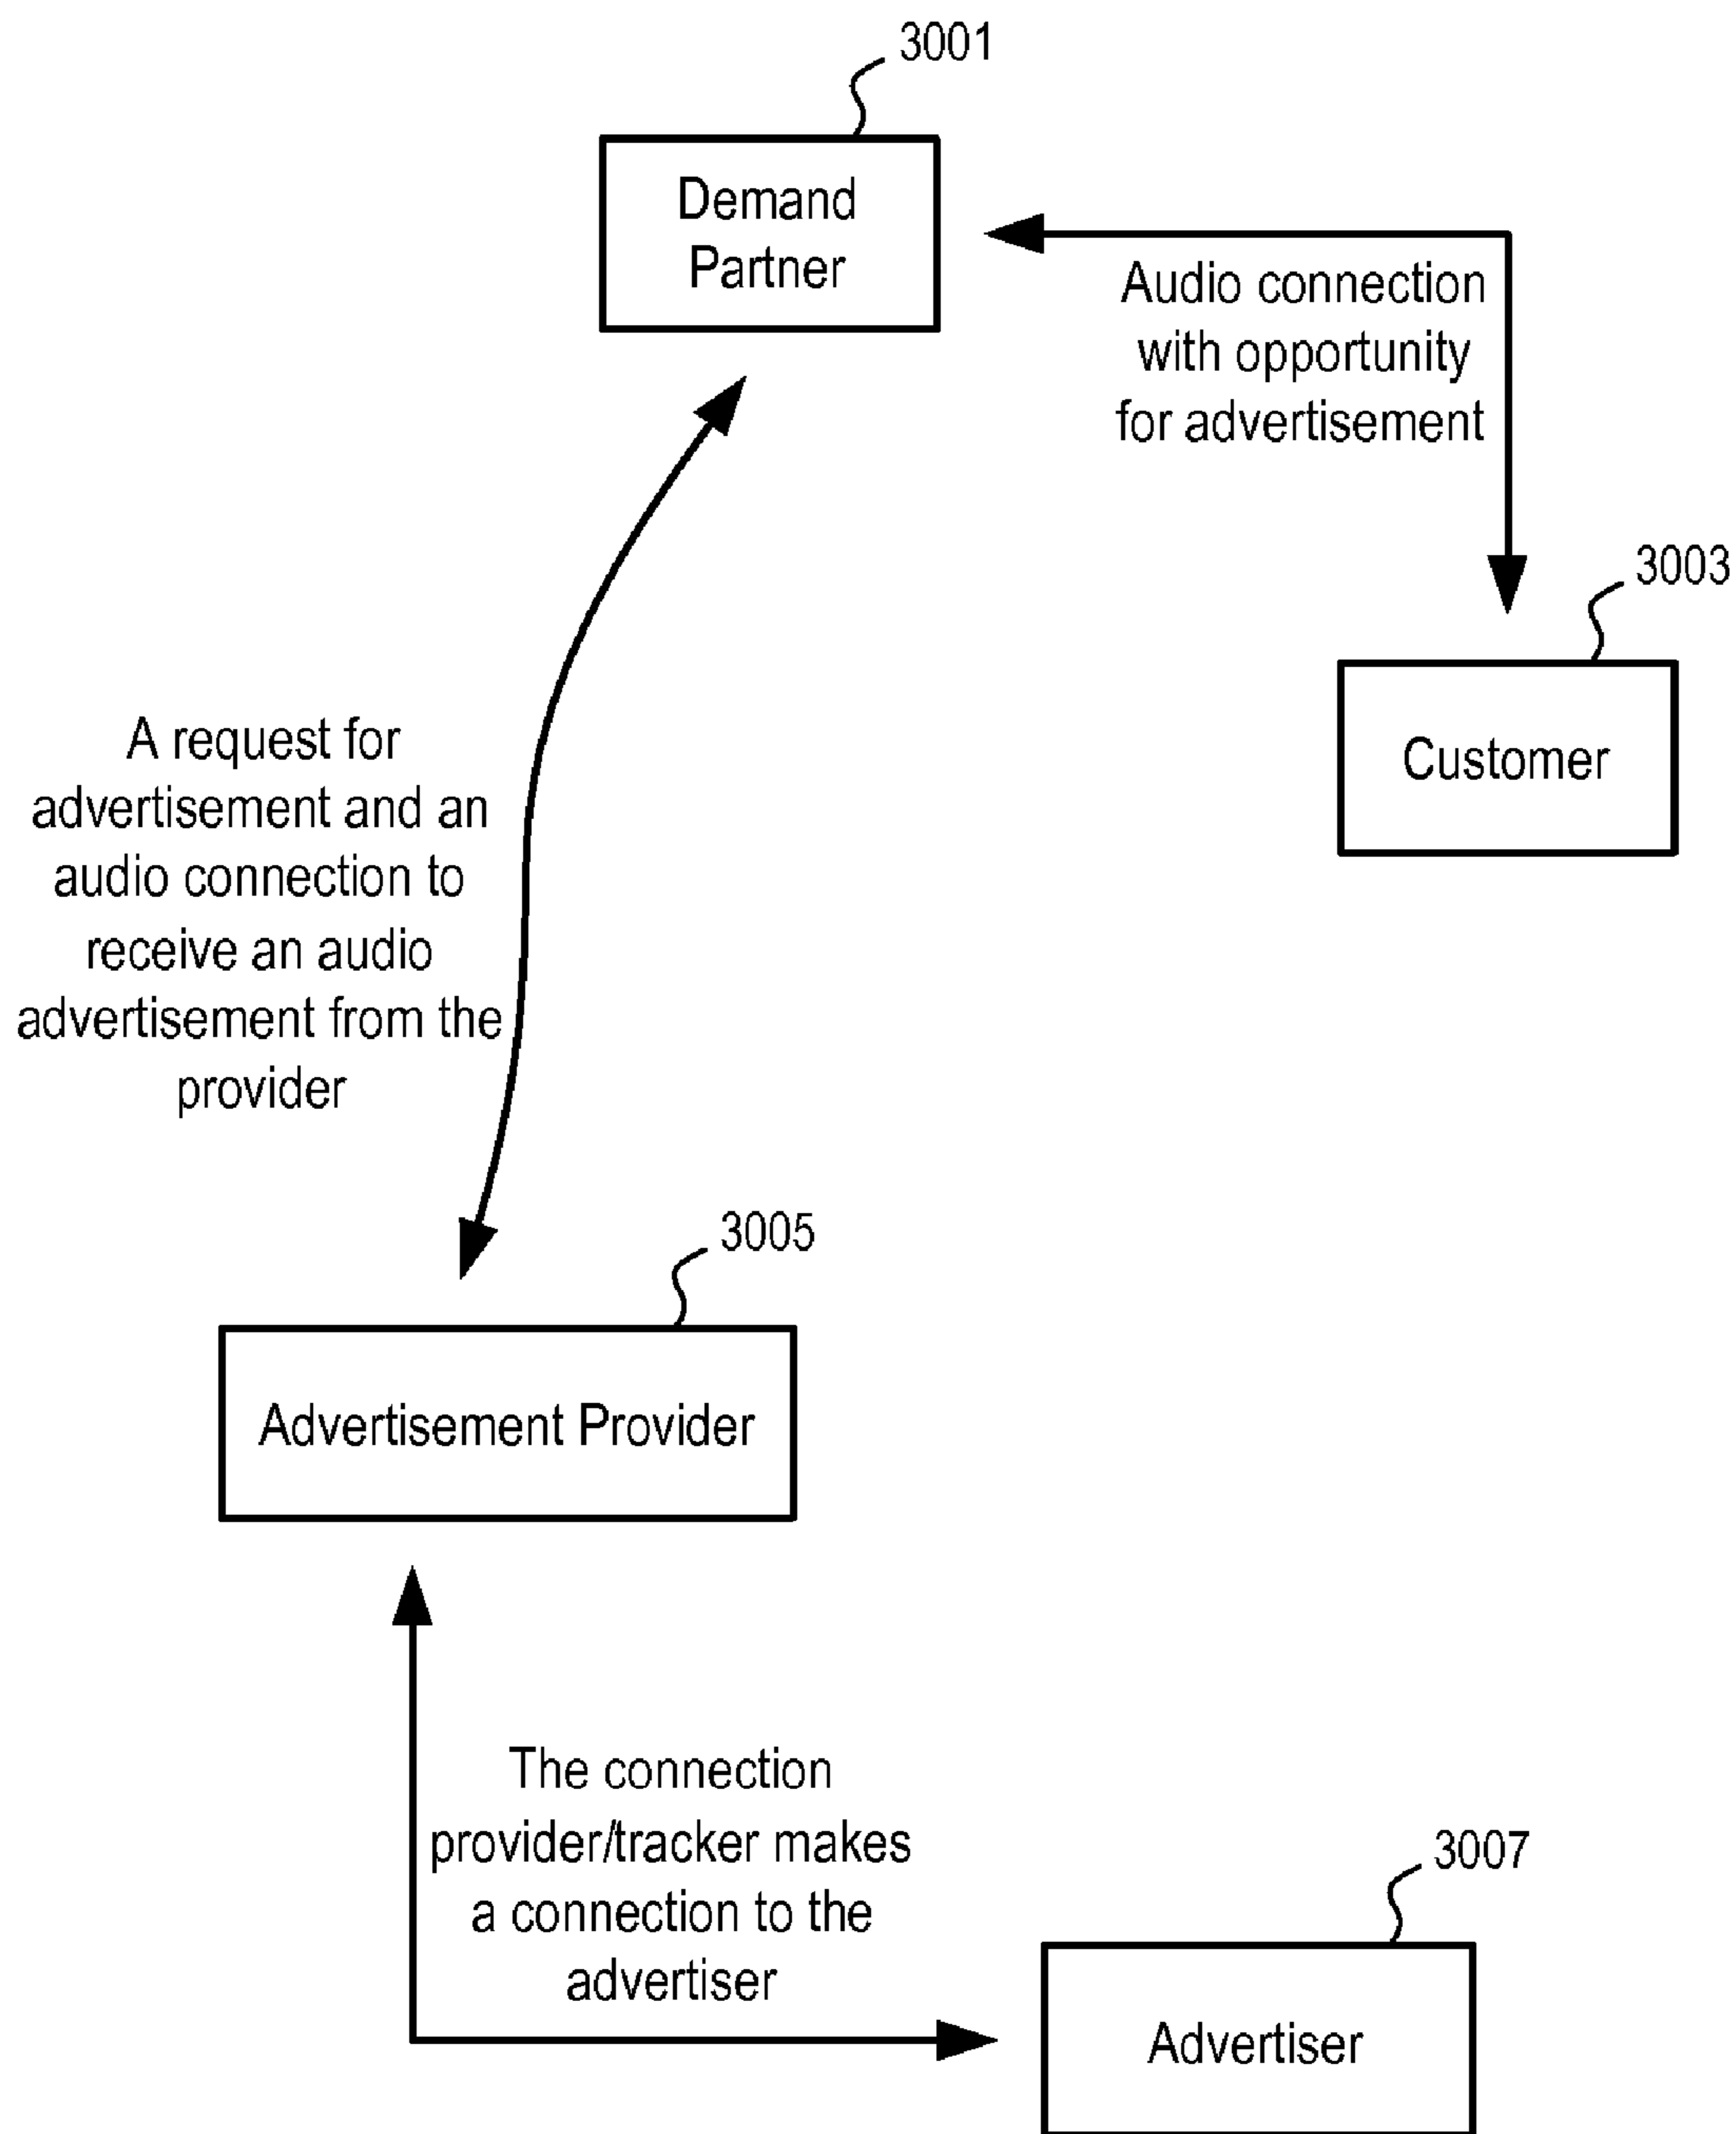 3001
Demand
Partner
Audio connection
with opportunity
for advertisement
3003
Customer
A request for
advertisement and an
audio connection to
receive an audio
advertisement from the
provider
3005
Advertisement Provider
The connection
provider/tracker makes
a connection to the
advertiser
3007
Advertiser